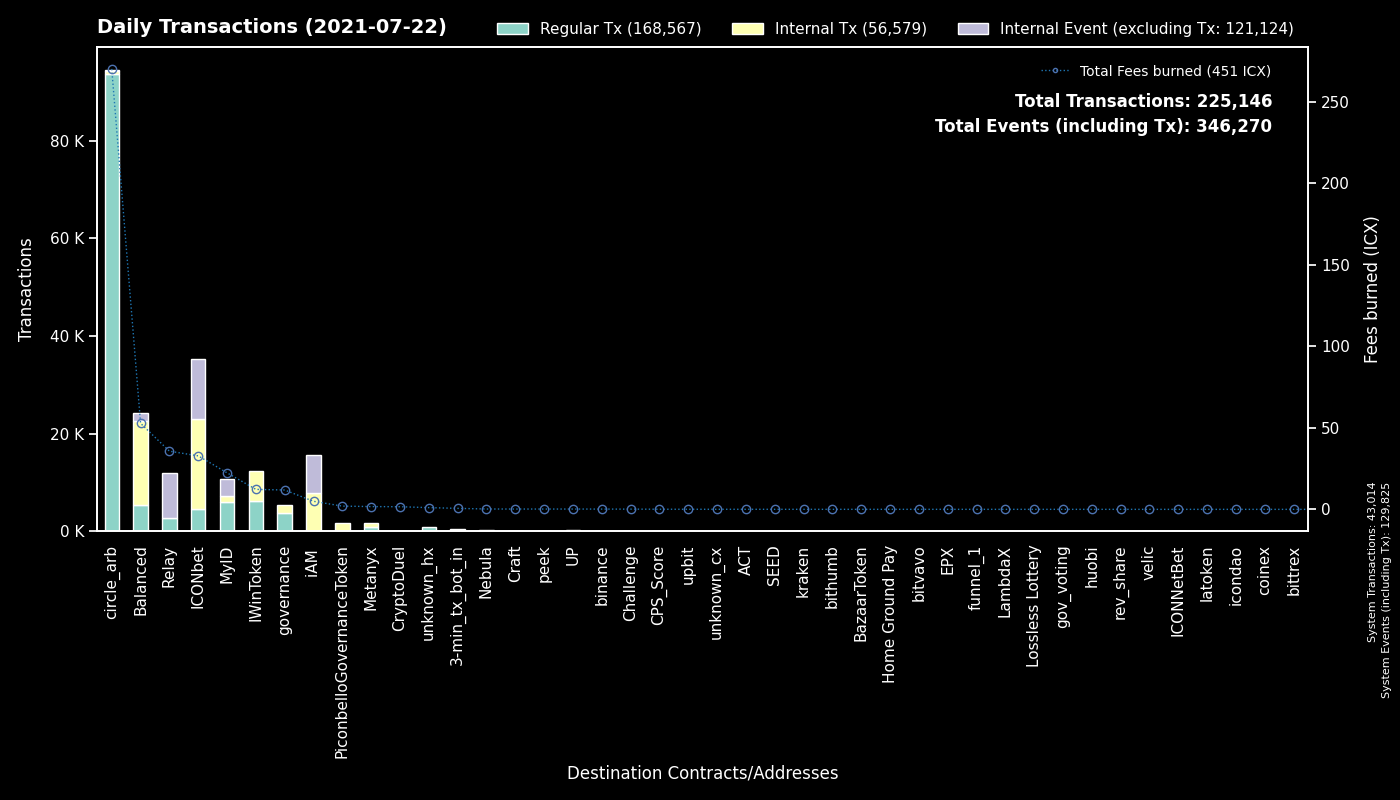 Daily Transactions (2021-07-22)
Regular Tx (168,567)
Internal Tx (56,579)
Internal Event (excluding Tx: 121,124)
Total Fees burned (451 ICX)
Total Transactions: 225,146
Total Events (including Tx): 346,270
Transactions
80 K
60 K
40 K
20 K
0 K
250
200
150
100
50
0
Fees burned (ICX)
circle_arb
Balanced
Relay
ICONbet
MyID
IWinToken
governance
iAM
PiconbelloGovernanceToken
Metanyx
CryptoDuel
unknown_hx
3-min_tx_bot_in
Nebula
Craft
peek
UP
binance
Challenge
CPS_Score
upbit
unknown_cx
ACT
SEED
kraken
bithumb
BazaarToken
Home Ground Pay
bitvavo
EPX
funnel_1
LambdaX
Lossless Lottery
gov_voting
huobi
rev_share
velic
ICONNetBet
latoken
icondao
coinex
bittrex
Destination Contracts/Addresses
System Transactions: 43,014
System Events (including Tx): 129,825